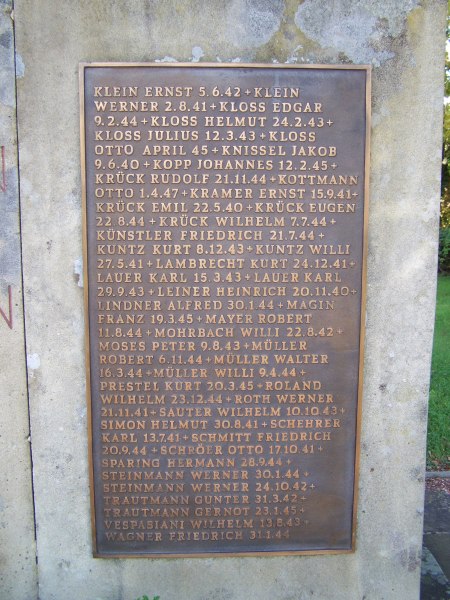 KLEIN ERNST 5.6.42+KLEIN
WERNER 2.8.41+KLOSS EDGAR
9.2.44+KLOSS HELMUT 24.2.43+
KLOSS JULIUS 12.3.43+KLOSS
OTTO APRIL 45+KNISSEL JAKOB
9.6.40+KOPP JOHANNES 12.2.45+
KRÜCK RUDOLF 21.11.44+KOTTMANN
OTTO 1.4.47+KRAMER ERNST 15.9.41+
KRÜCK EMIL 22.5.40+KRÜCK EUGEN
22 8.44+KRÜCK WILHELM 7.7.44+
KÜNSTLER FRIEDRICH 21.7.44+
KUNTZ KURT 8.12.43+KUNTZ WILLI
27.5.41+LAMBRECHT KURT 24.12.41+
LAUER KARL 15 3.43+LAUER KARL
29.9.43+LEINER HEINRICH 20.11.40+
LINDNER ALFRED 30.1.44+MAGIN
FRANZ 19.3.45+MAYER ROBERT
11.8.44+MOHRBACH WILLI 22.8.42+
MOSES PETER 9.8.43+MÜLLER
ROBERT 6.11.44+MÜLLER WALTER
16.3.44+MÜLLER WILLI 9.4.44+
PRESTEL KURT 20.3.45+ROLAND
WILHELM 23.12.44+ROTH WERNER
21.11.41+SAUTER WILHELM 10.10.43+
SIMON HELMUT 30.8.41+SCHEHRER
KARL 13.7.41+SCHMITT FRIEDRICH
20.9.44+SCHRÖER OTTO 17.10.41+
SPARING HERMANN 28.9.44+
STEINMANN WERNER 30.1.44+
STEINMANN WERNER 24.10.42+
TRAUTMANN GÜNTER 31.3.42+
TRAUTMANN GERNOT 23.1.45+
VESPASIANI WILHELM 13.8.43+
WAGNER FRIEDRICH 31.1.44